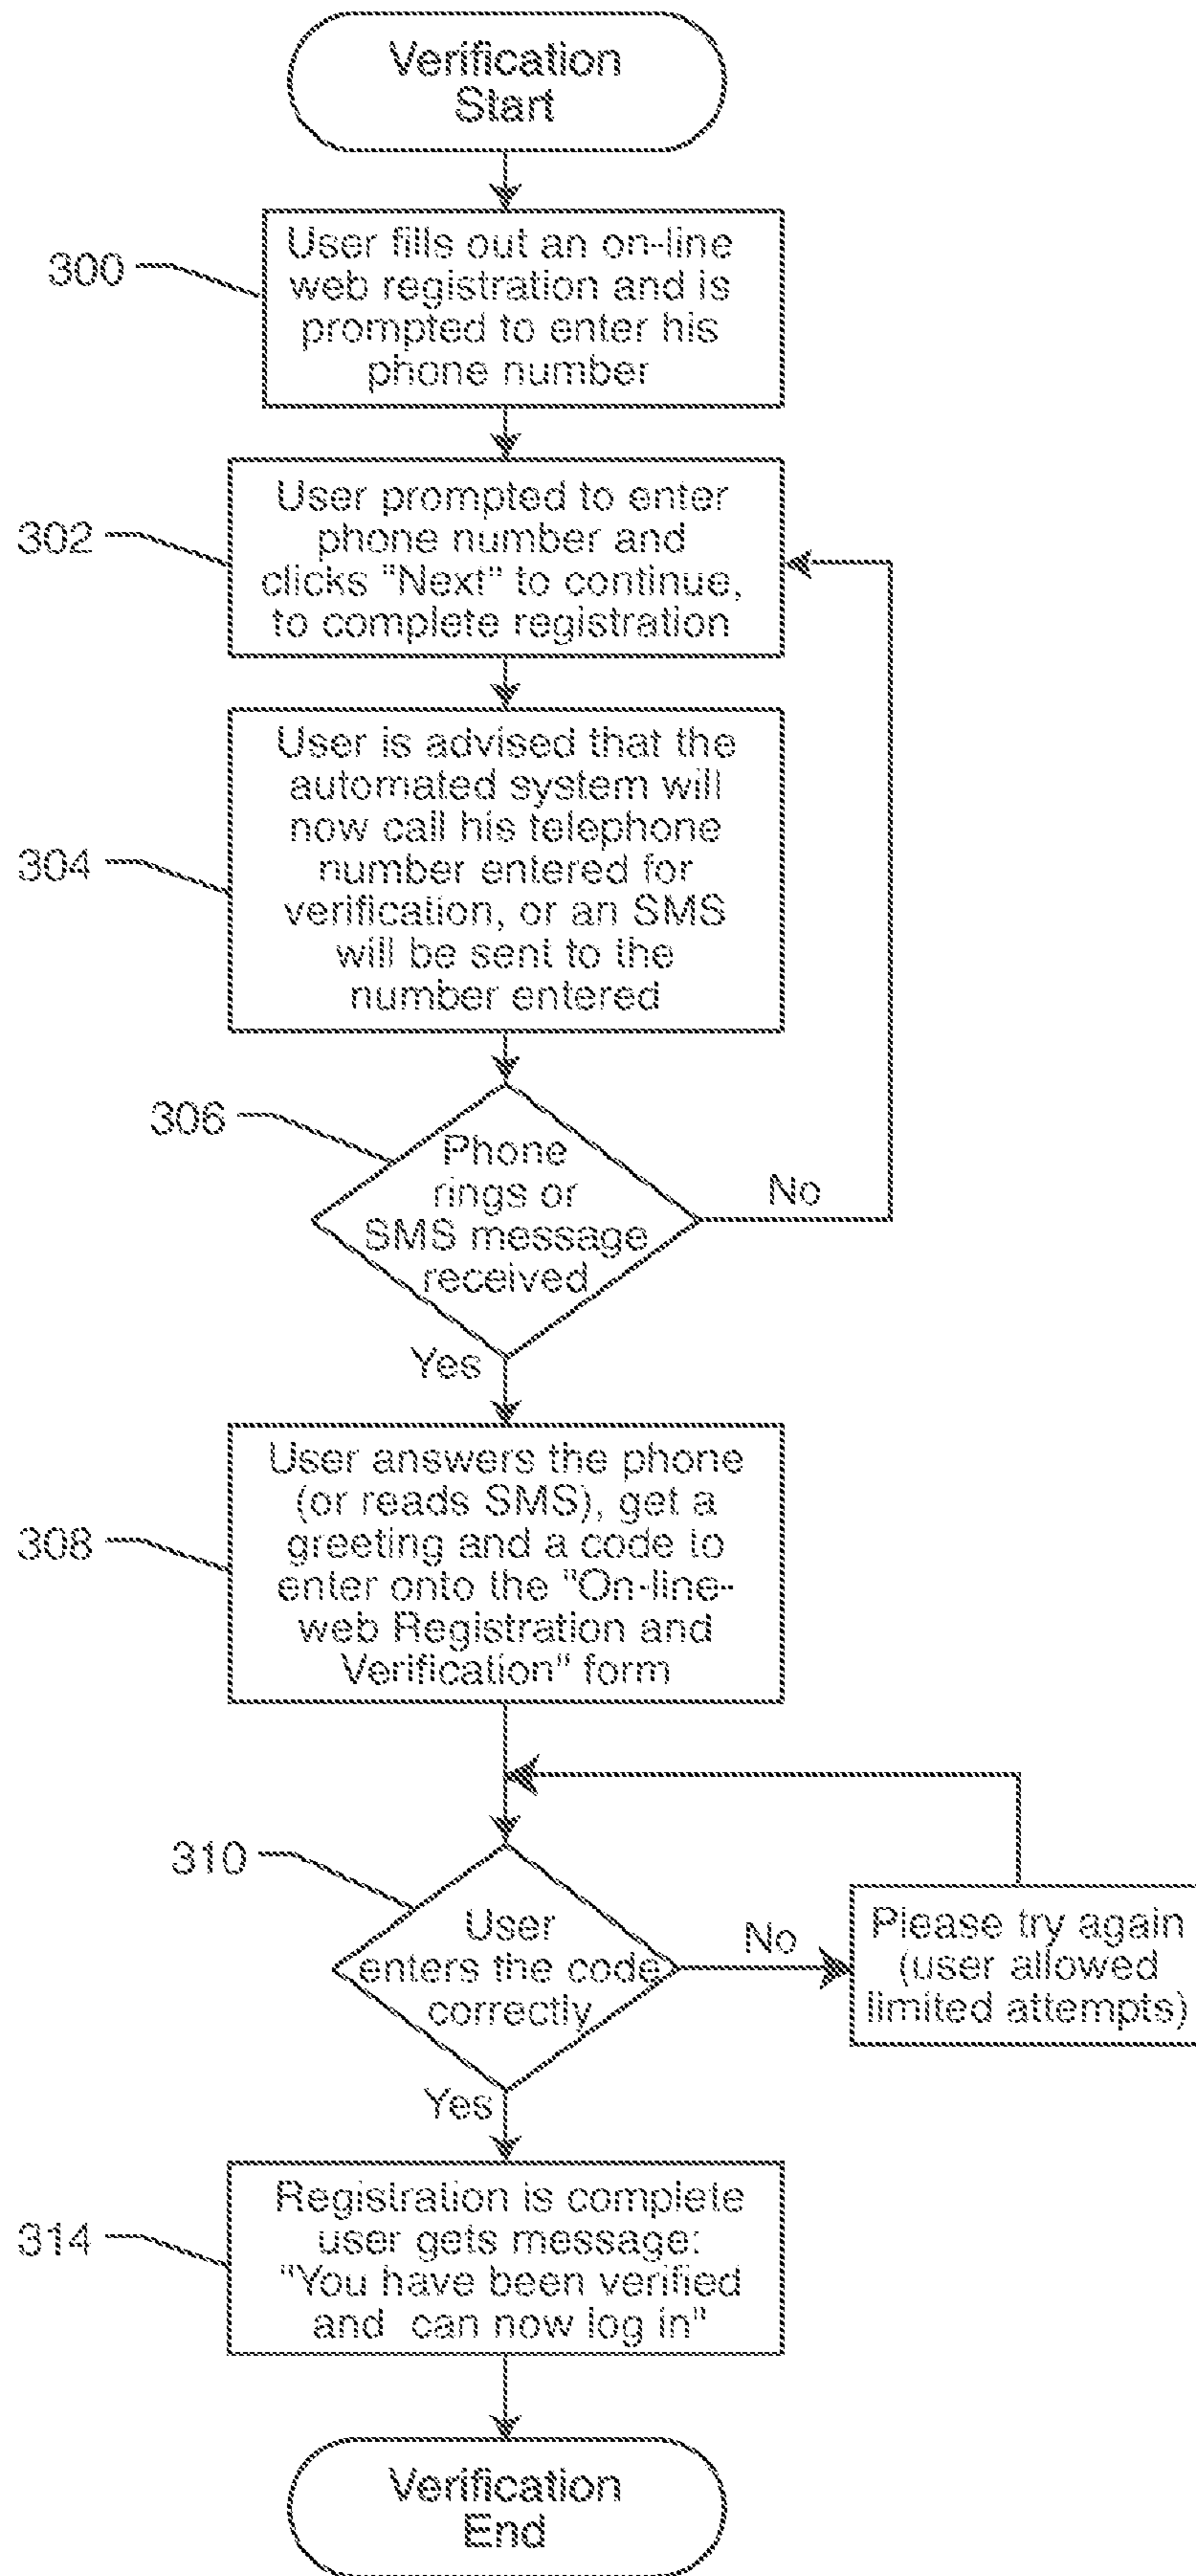 Verification
Start
300
User fills out an on-line
web registration and is
prompted to enter his
phone number
302
User prompted to enter
phone number and
clicks "Next" to continue,
to complete registration
304
User is advised that the
automated system will
now call his telephone
number entered for
verification, or an SMS
will be sent to the
number entered
306
Phone
rings or
SMS message
received
No
Yes
308
User answers the phone
(or reads SMS), get a
greeting and a code to
enter onto the "On-line-
web Registration and
Verification" form
310
User
enters the code
correctly
No
Please try again
(user allowed
limited attempts)
Yes
314
Registration is complete
user gets message:
"You have been verified
and can now log in"
Verification
End